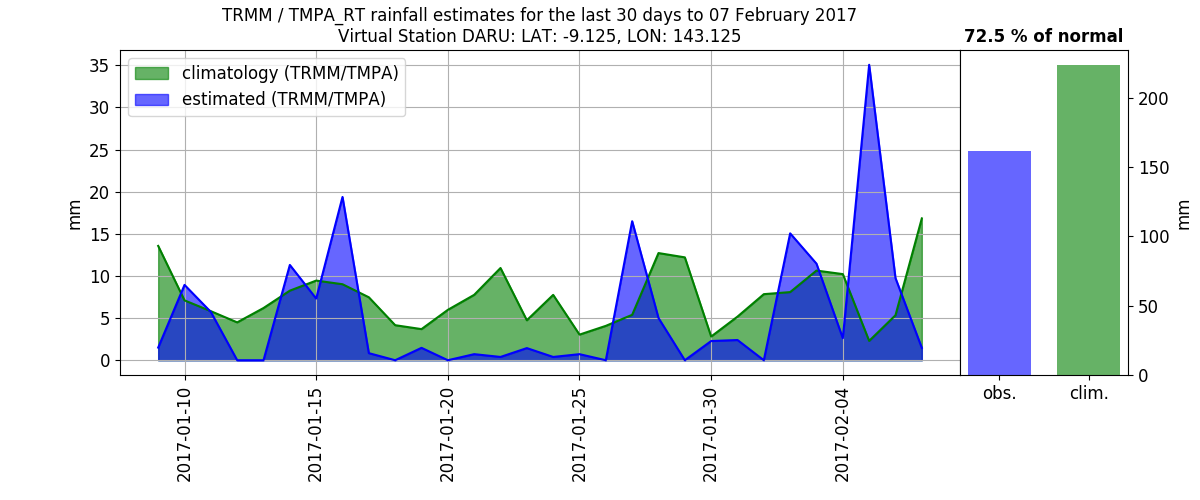 TRMM / TMPA_RT rainfall estimates for the last 30 days to 07 February 2017
Virtual Station DARU: LAT: -9.125, LON: 143.125
72.5 % of normal
climatology (TRMM/TMPA)
estimated (TRMM/TMPA)
mm
35
30
25
20
15
10
5
0
2017-01-10
2017-01-15
2017-01-20
2017-01-25
2017-01-30
2017-02-04
obs.
clim.
200
150
100
50
0
mm